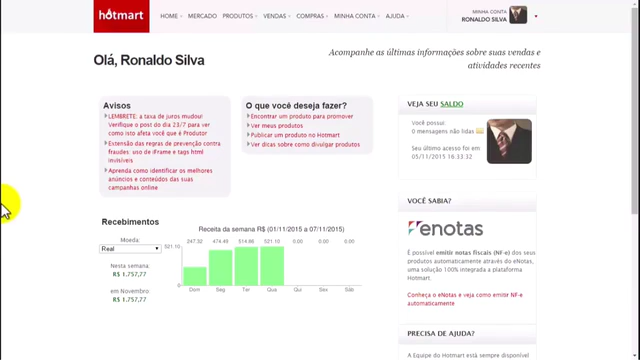 hotmart
HOME MERCADO PRODUTOS VENDAS COMPRAS MINHA CONTA AJUDA
MINHA CONTA
RONALDO SILVA
Olá, Ronaldo Silva
Acompanhe as últimas informações sobre suas vendas e
atividades recentes
Avisos
LEMBRETE: a taxa de juros mudou!
Verifique o post do dia 23/7 para ver
como isto afeta você que é Produtor
Extensão das regras de prevenção contra
fraudes: uso de iFrame e tags html
invisíveis
Aprenda como identificar os melhores
anúncios e conteúdos das suas
campanhas online
O que você deseja fazer?
Encontrar um produto para promover
Ver meus produtos
Publicar um produto no Hotmart
Ver dicas sobre como divulgar produtos
VEJA SEU SALDO
Você possui:
0 mensagens não lidas
Seu último acesso foi em
05/11/2015 16:33:32
VOCÊ SABIA?
enotas
É possível emitir notas fiscais (NF-e) dos seus
produtos automaticamente através do eNotas,
uma solução 100% integrada a plataforma
Hotmart.
Conheça o eNotas e veja como emitir NF-e
automaticamente
PRECISA DE AJUDA?
A Equipe do Hotmart está sempre disponível
Recebimentos
Moeda:
Real
Nesta semana:
R$ 1.757,77
em Novembro:
R$ 1.757,77
Receita da semana R$ (01/11/2015 a 07/11/2015)
521.10 247.32 474.49 514.86 521.10 0.00 0.00 0.00
0
Dom Seg Ter Qua Qui Sex Sáb